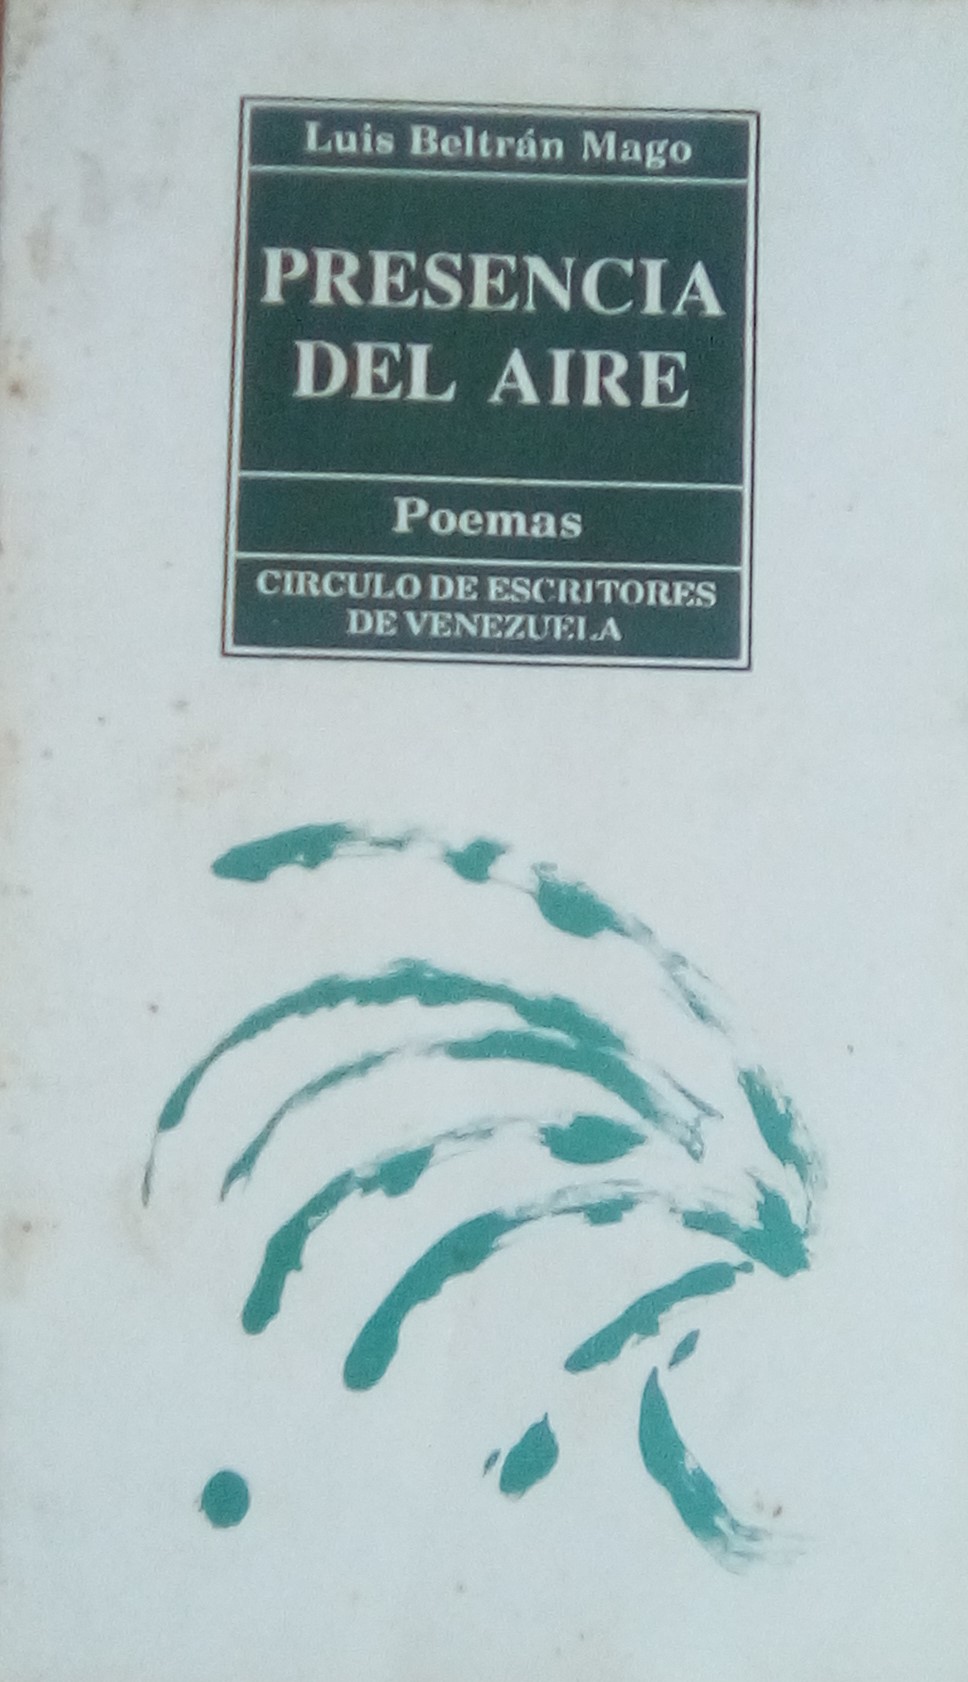 Luis Beltrán Mago
PRESENCIA
DEL AIRE
Poemas
CIRCULO DE ESCRITORES
DE VENEZUELA